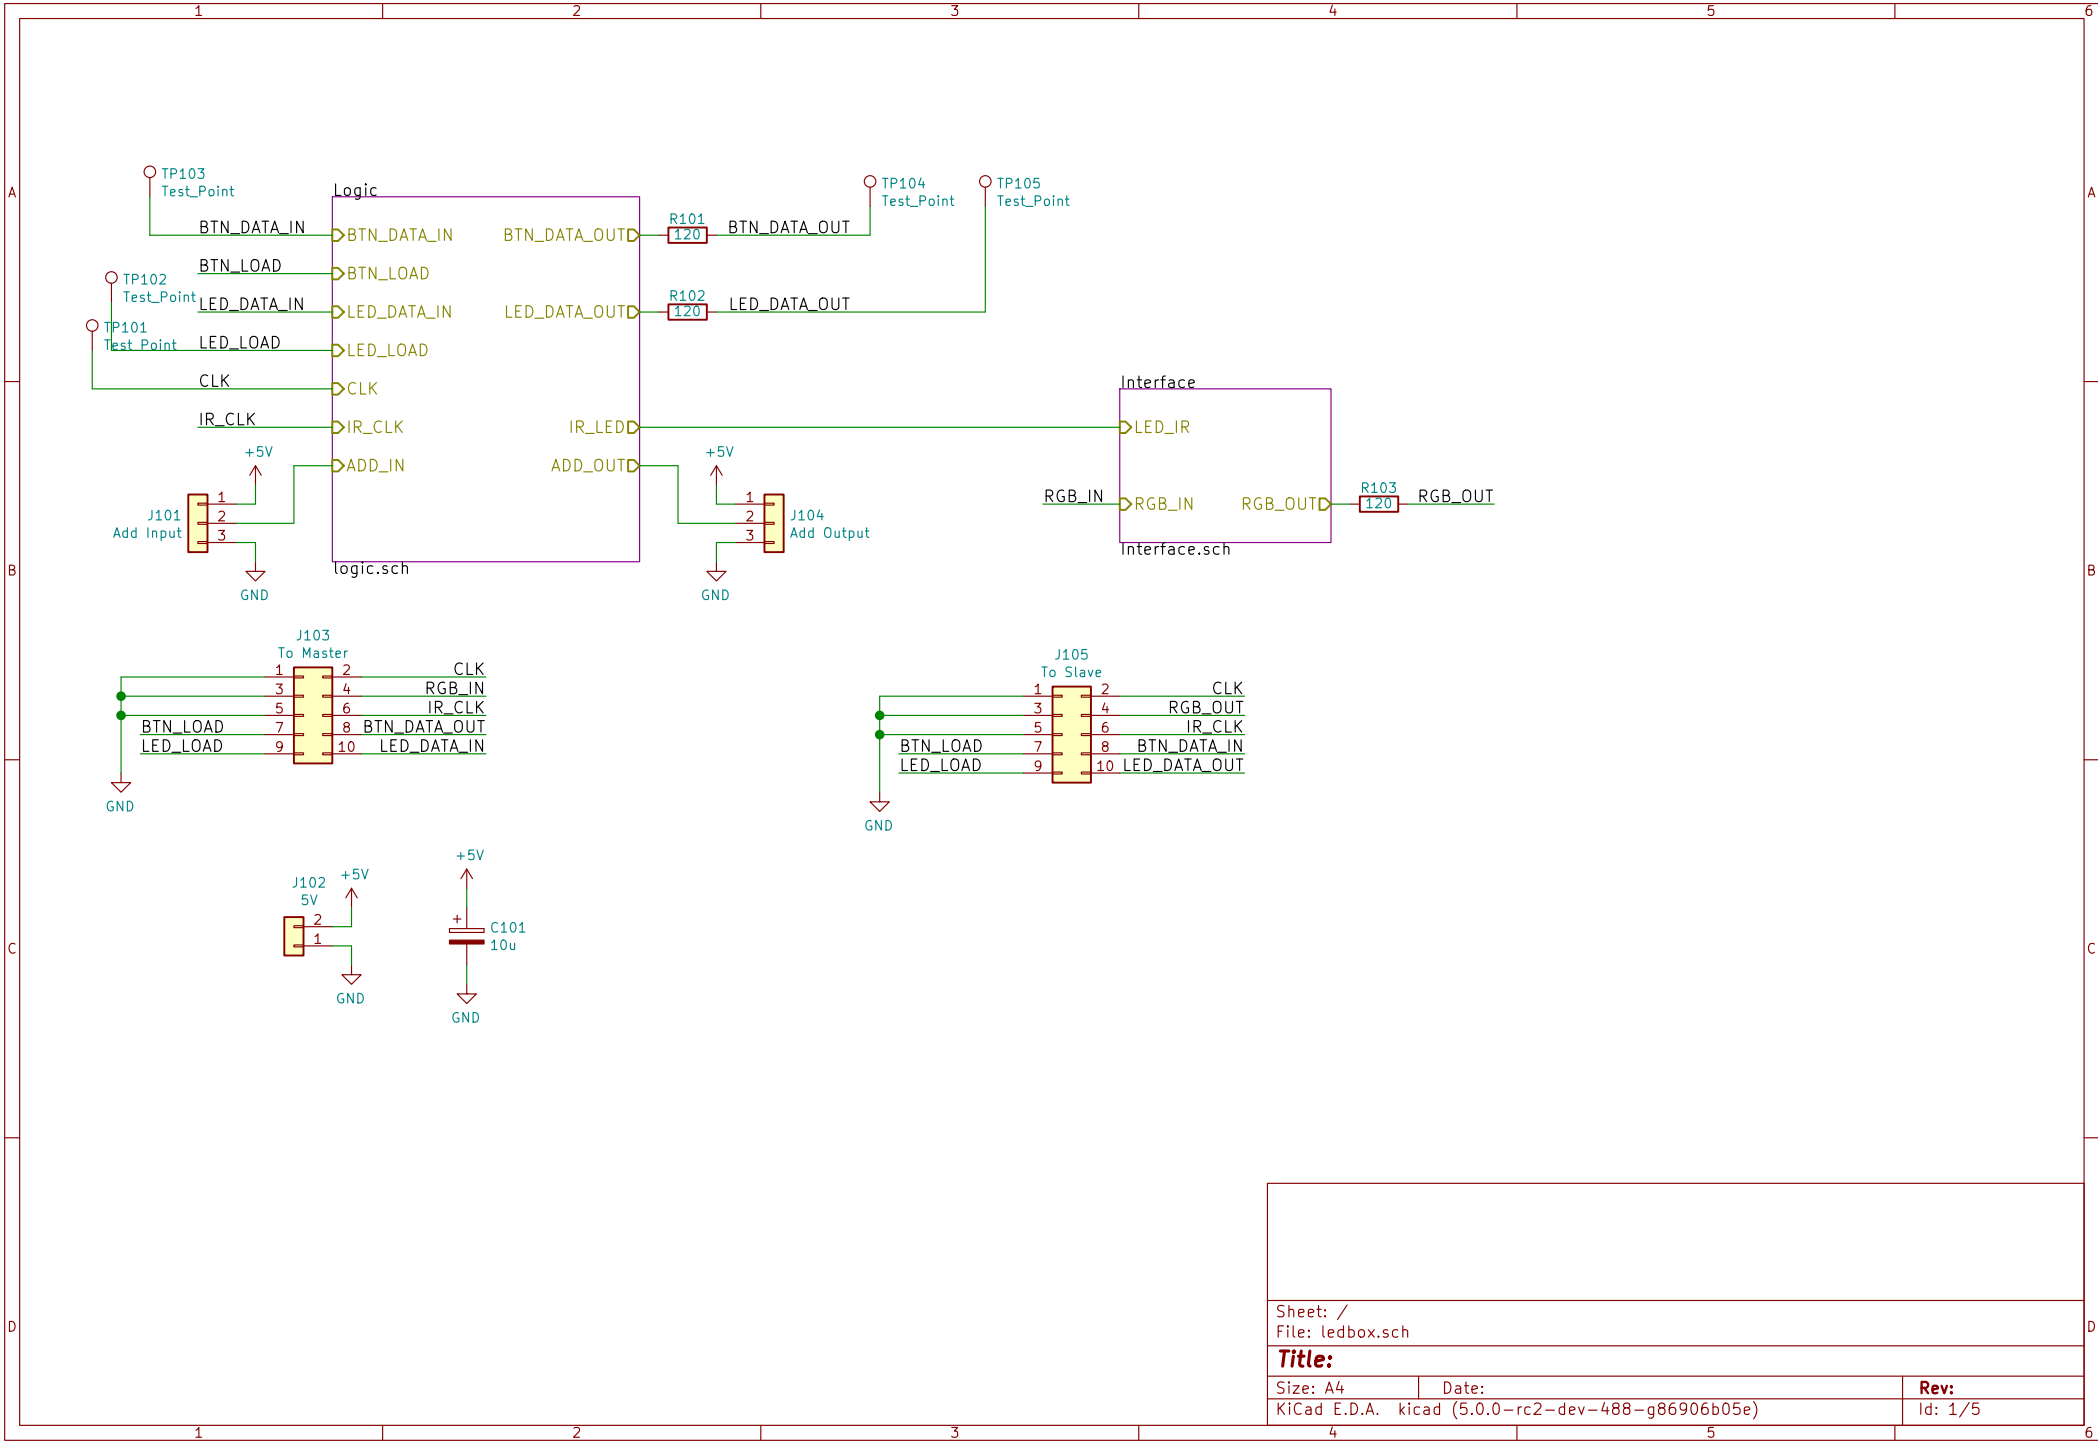 1 2 3 4 5 6
A A
B B
C C
D D
TP103
Test_Point
TP104
Test_Point
TP105
Test_Point
TP102
Test_Point
TP101
Test_Point
Logic
BTN_DATA_IN
BTN_LOAD
LED_DATA_IN
LED_LOAD
CLK
IR_CLK
BTN_DATA_IN
BTN_LOAD
LED_DATA_IN
LED_LOAD
CLK
IR_CLK
ADD_IN
BTN_DATA_OUT
LED_DATA_OUT
IR_LED
ADD_OUT
logic.sch
R101
120
BTN_DATA_OUT
R102
120
LED_DATA_OUT
+5V
J101
Add Input
1
2
3
GND
+5V
1
2
3
J104
Add Output
GND
Interface
LED_IR
RGB_IN
RGB_IN
RGB_OUT
R103
120
RGB_OUT
Interface.sch
J103
To Master
1 2 CLK
3 4 RGB_IN
5 6 IR_CLK
BTN_LOAD 7 8 BTN_DATA_OUT
LED_LOAD 9 10 LED_DATA_IN
GND
J105
To Slave
1 2 CLK
3 4 RGB_OUT
5 6 IR_CLK
BTN_LOAD 7 8 BTN_DATA_IN
LED_LOAD 9 10 LED_DATA_OUT
GND
J102
5V
+5V
2
1
GND
+5V
+
C101
10u
GND
Sheet: /
File: ledbox.sch
Title:
Size: A4 Date: Rev:
KiCad E.D.A. kicad (5.0.0-rc2-dev-488-g86906b05e) Id: 1/5
1 2 3 4 5 6